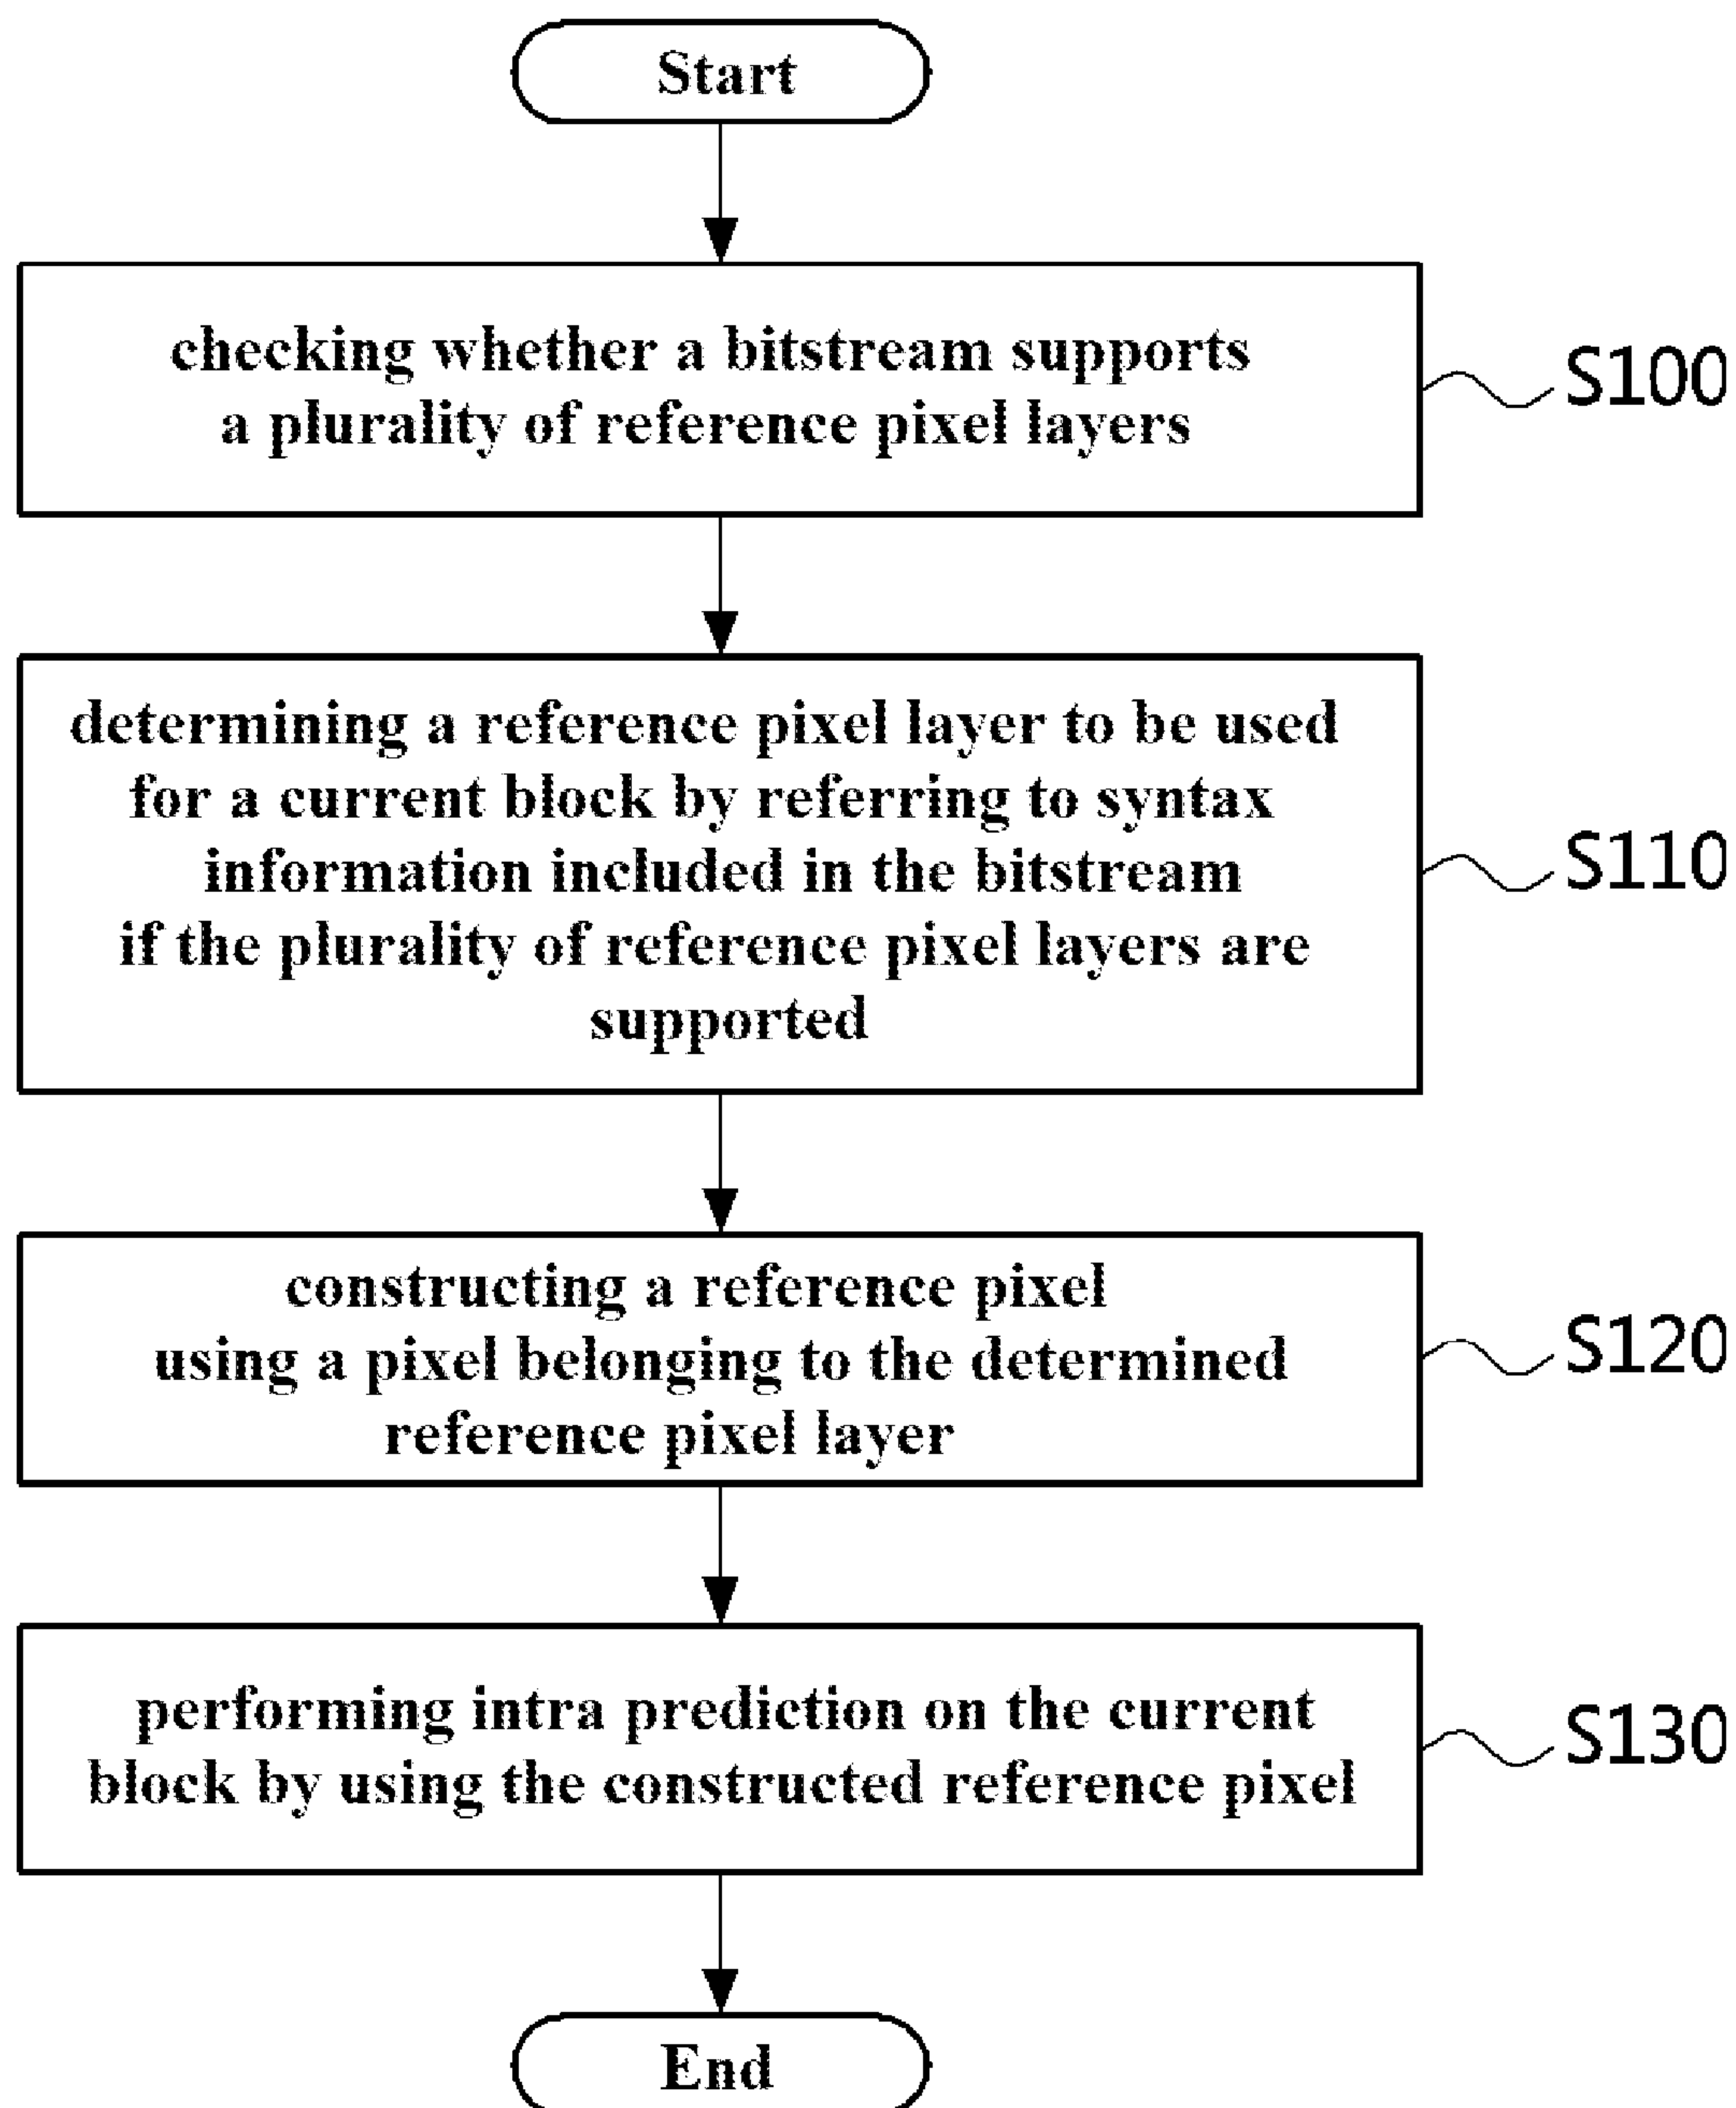 Start
checking whether a bitstream supports
a plurality of reference pixel layers
S100
determining a reference pixel layer to be used
for a current block by referring to syntax
information included in the bitstream
if the plurality of reference pixel layers are
supported
S110
constructing a reference pixel
using a pixel belonging to the determined
reference pixel layer
S120
performing intra prediction on the current
block by using the constructed reference pixel
S130
End